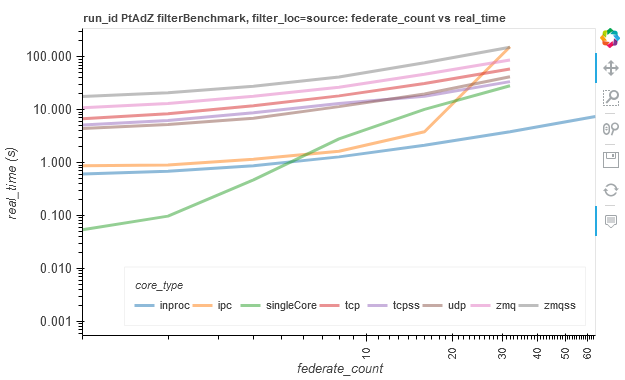 run_id PtAdZ filterBenchmark, filter_loc=source: federate_count vs real_time
100.000
10.000
1.000
0.100
0.010
0.001
real_time (s)
core_type
inproc ipc singleCore tcp tcpss udp zmq zmqss
10 20 30 40 50 60
federate_count